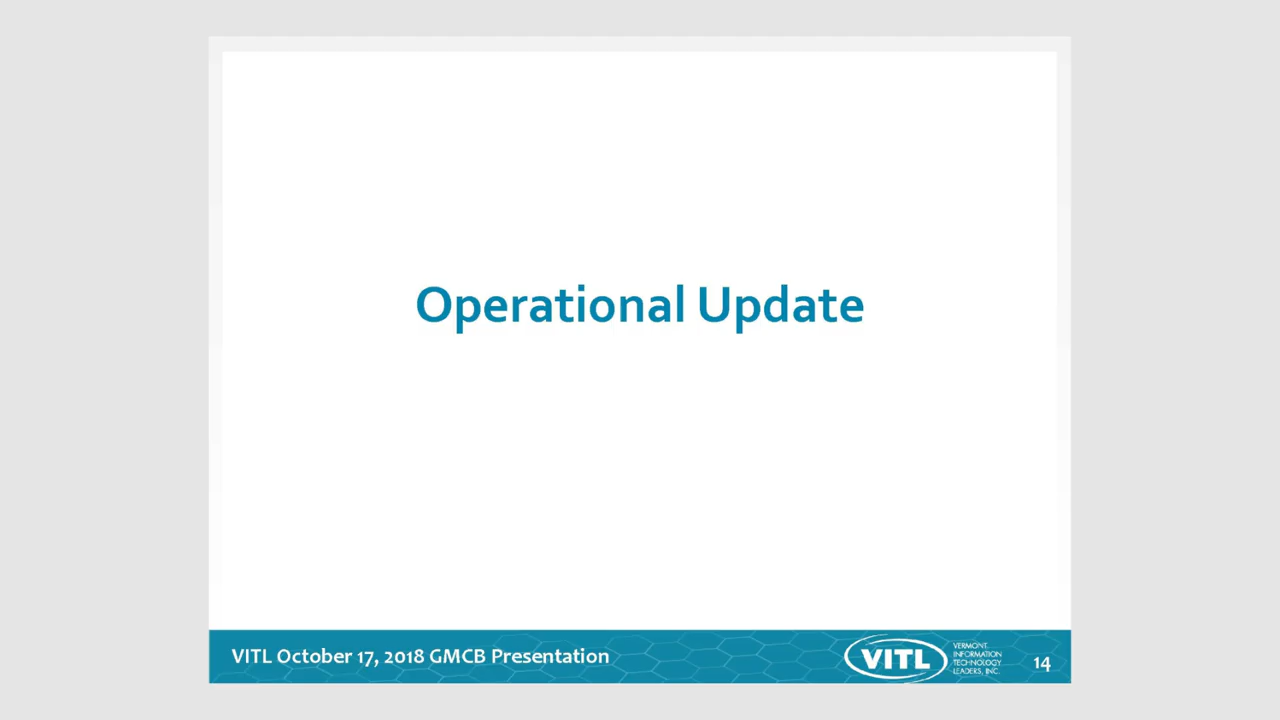 Operational Update
VITL October 17, 2018 GMCB Presentation
VITL
VERMONT
INFORMATION
TECHNOLOGY
LEADERS, INC.
14